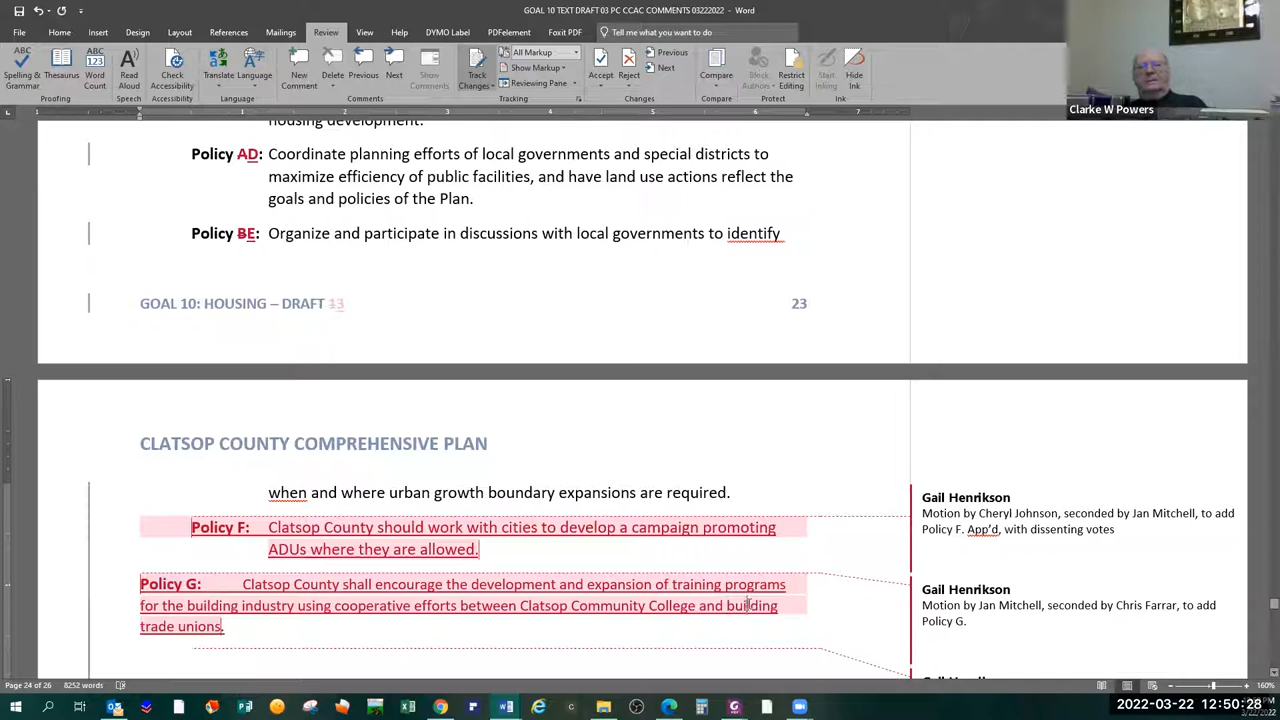 GOAL 10 TEXT DRAFT 03 PC CCAC COMMENTS 03222022 - Word
File Home Insert Draw Design Layout References Mailings Review View Help DYMO Label PDFelement Foxit PDF Tell me what you want to do
Spelling & Grammar
Thesaurus
Word Count
Read Aloud
Check Accessibility
Translate
Language
New Comment
Delete
Previous
Next
Show Comments
Track Changes
All Markup
Show Markup
Reviewing Pane
Accept
Reject
Previous
Next
Compare
Block Authors
Restrict Editing
Start Inking
Hide Ink
Proofing Speech Accessibility Language Comments Tracking Changes Compare Protect Ink
Clarke W Powers
housing development.
Policy AD: Coordinate planning efforts of local governments and special districts to
maximize efficiency of public facilities, and have land use actions reflect the
goals and policies of the Plan.
Policy BE: Organize and participate in discussions with local governments to identify
GOAL 10: HOUSING – DRAFT 13 23
CLATSOP COUNTY COMPREHENSIVE PLAN
when and where urban growth boundary expansions are required.
Policy F: Clatsop County should work with cities to develop a campaign promoting
ADUs where they are allowed.
Policy G: Clatsop County shall encourage the development and expansion of training programs
for the building industry using cooperative efforts between Clatsop Community College and building
trade unions.
Gail Henrikson
Motion by Cheryl Johnson, seconded by Jan Mitchell, to add
Policy F. App'd, with dissenting votes
Gail Henrikson
Motion by Jan Mitchell, seconded by Chris Farrar, to add
Policy G.
Page 24 of 26 8252 words 160%
2022-03-22 12:50:28